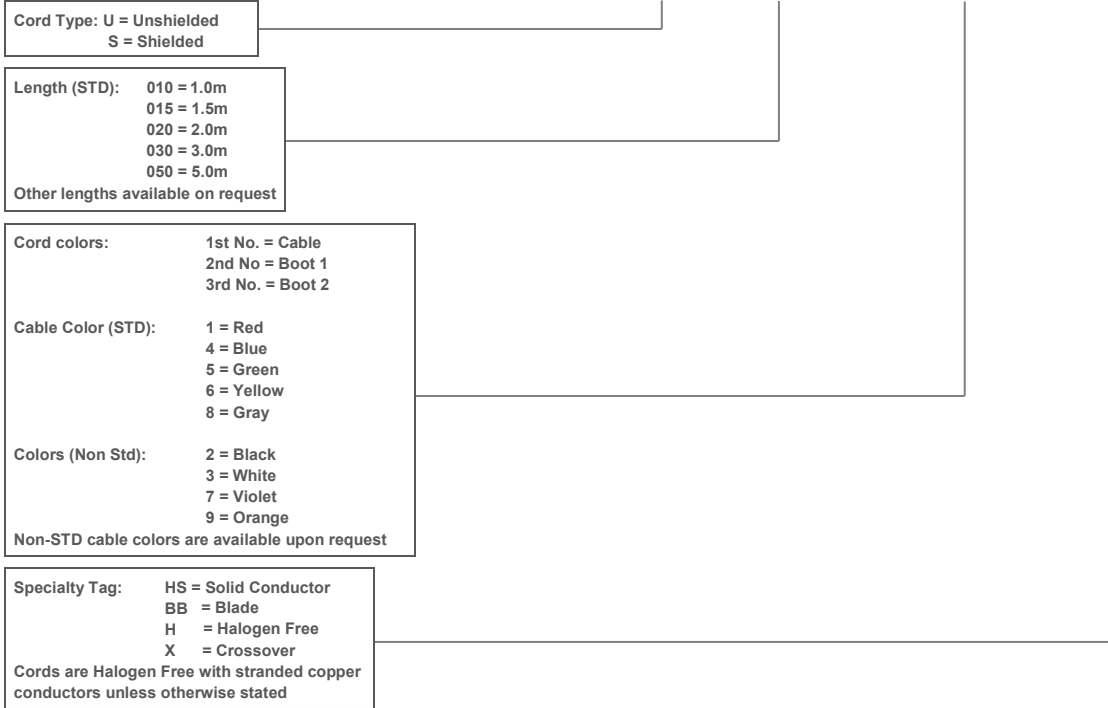 Cord Type: U = Unshielded
S = Shielded
Length (STD): 010 = 1.0m
015 = 1.5m
020 = 2.0m
030 = 3.0m
050 = 5.0m
Other lengths available on request
Cord colors: 1st No. = Cable
2nd No = Boot 1
3rd No. = Boot 2
Cable Color (STD): 1 = Red
4 = Blue
5 = Green
6 = Yellow
8 = Gray
Colors (Non Std): 2 = Black
3 = White
7 = Violet
9 = Orange
Non-STD cable colors are available upon request
Specialty Tag: HS = Solid Conductor
BB = Blade
H = Halogen Free
X = Crossover
Cords are Halogen Free with stranded copper
conductors unless otherwise stated